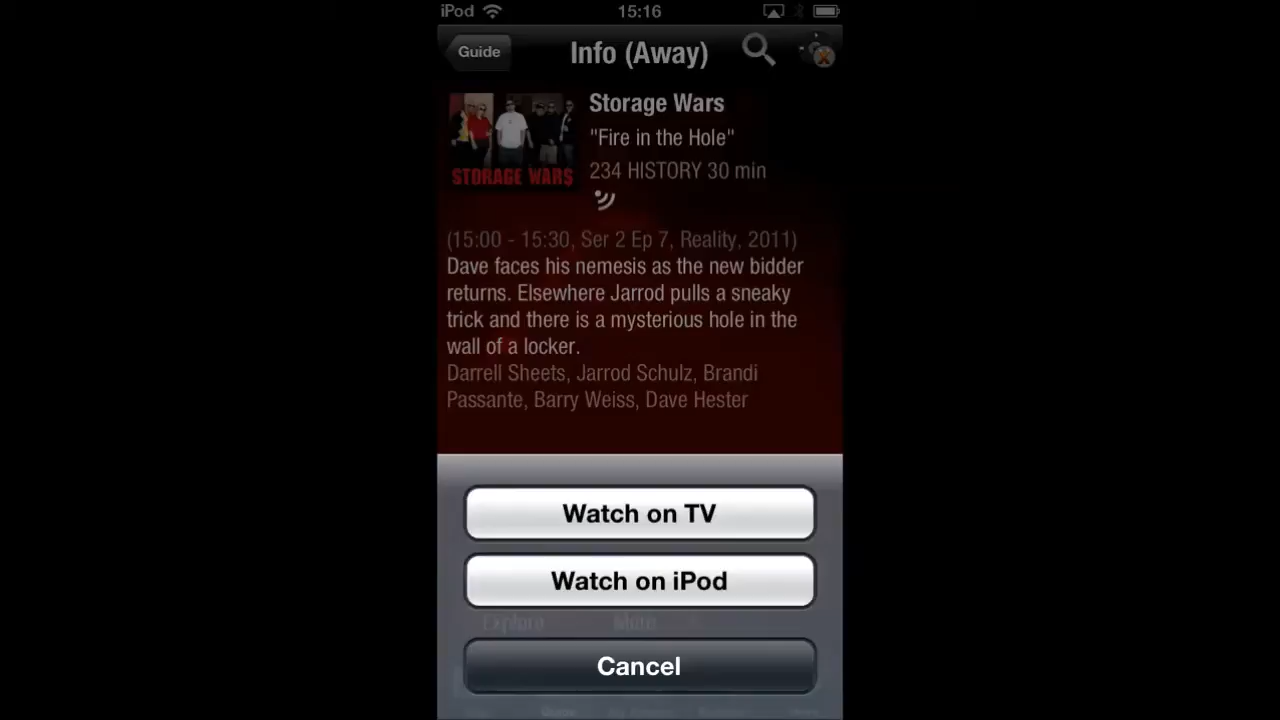 iPod 15:16
Guide Info (Away)
Storage Wars
"Fire in the Hole"
STORAGE WARS
234 HISTORY 30 min
(15:00 - 15:30, Ser 2 Ep 7, Reality, 2011)
Dave faces his nemesis as the new bidder
returns. Elsewhere Jarrod pulls a sneaky
trick and there is a mysterious hole in the
wall of a locker.
Darrell Sheets, Jarrod Schulz, Brandi
Passante, Barry Weiss, Dave Hester
Watch on TV
Watch on iPod
Explore More
Cancel